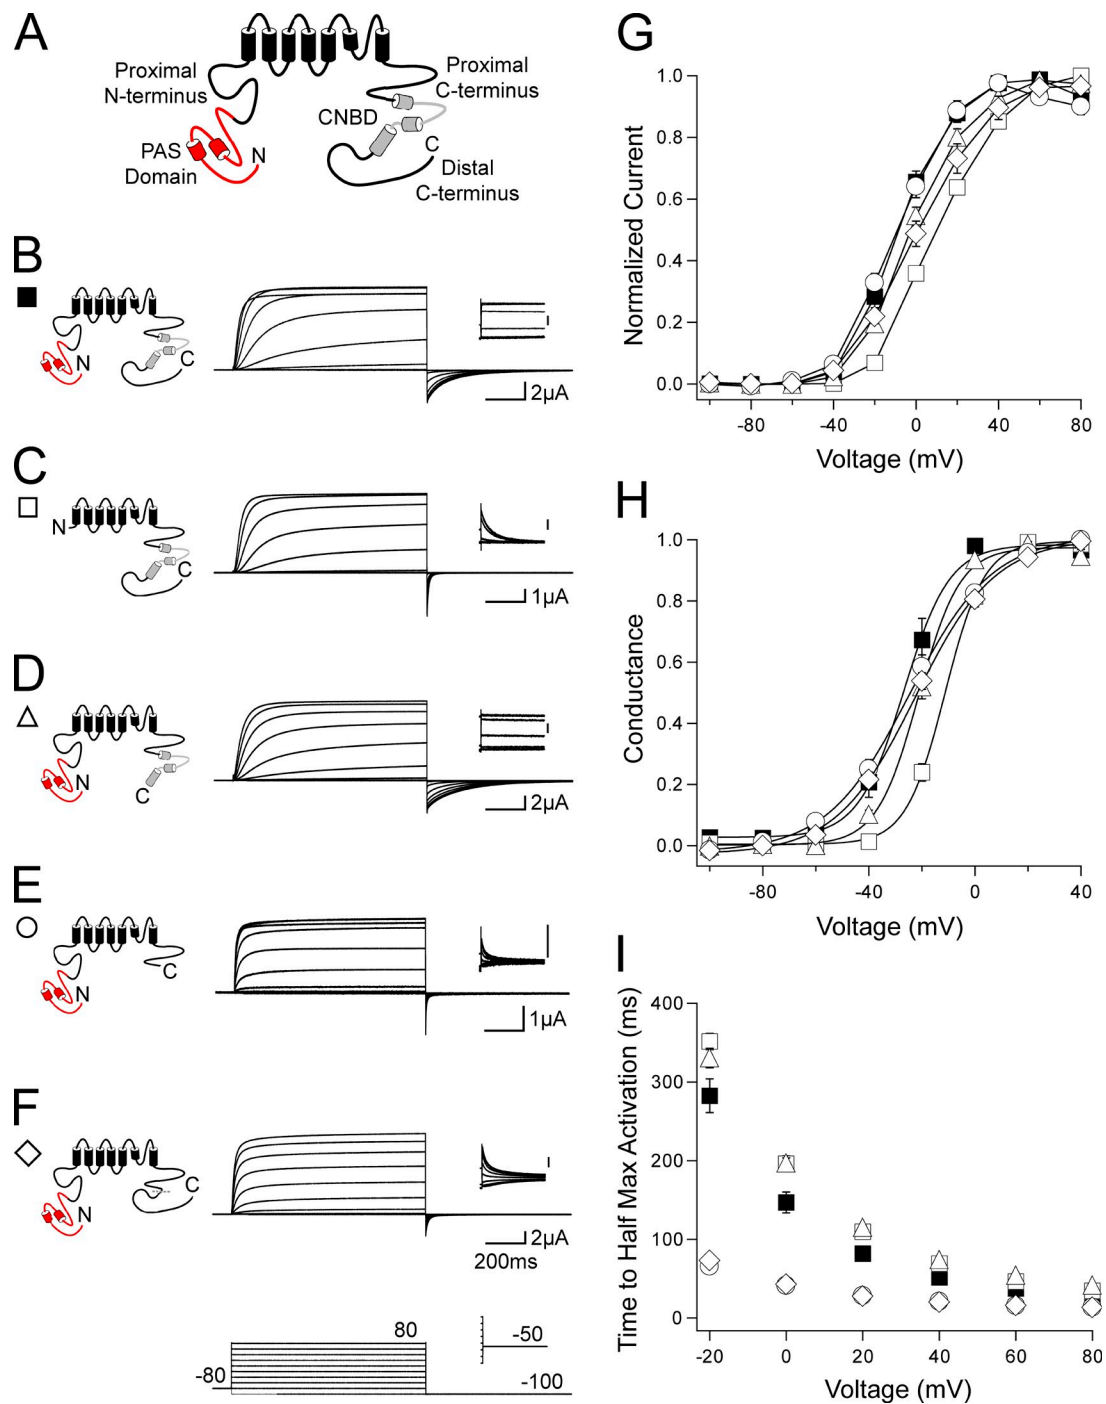 A
Proximal
N-terminus
PAS
Domain
N
CNBD
C
Proximal
C-terminus
Distal
C-terminus
B
N
C
2µA
C
N
C
1µA
D
N
C
2µA
E
N
C
1µA
F
N
C
2µA
200ms
80
-80
-50
-100
G
Normalized Current
1.0
0.8
0.6
0.4
0.2
0.0
-80
-40
0
40
80
Voltage (mV)
H
Conductance
1.0
0.8
0.6
0.4
0.2
0.0
-80
-40
0
40
Voltage (mV)
I
Time to Half Max Activation (ms)
400
300
200
100
0
-20
0
20
40
60
80
Voltage (mV)